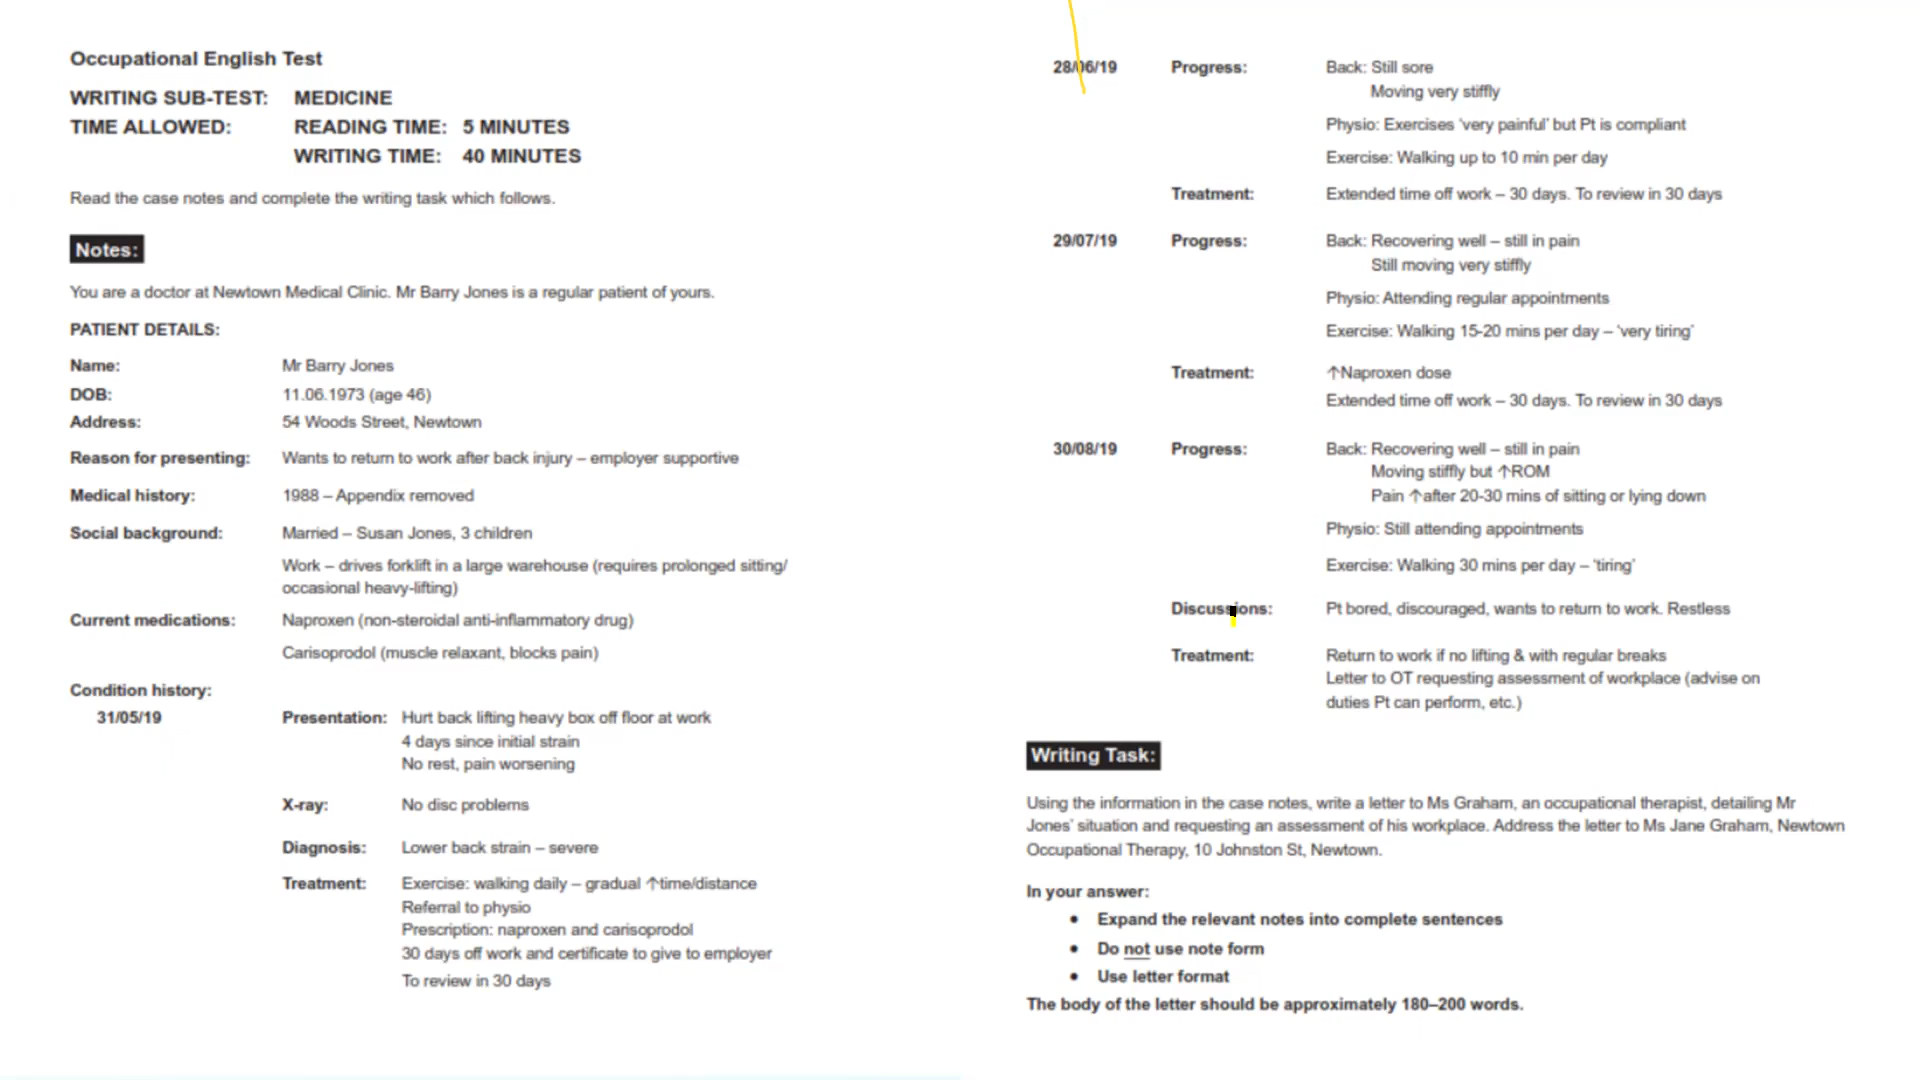 Occupational English Test
WRITING SUB-TEST: MEDICINE
TIME ALLOWED: READING TIME: 5 MINUTES
WRITING TIME: 40 MINUTES
Read the case notes and complete the writing task which follows.
Notes:
You are a doctor at Newtown Medical Clinic. Mr Barry Jones is a regular patient of yours.
PATIENT DETAILS:
Name: Mr Barry Jones
DOB: 11.06.1973 (age 46)
Address: 54 Woods Street, Newtown
Reason for presenting: Wants to return to work after back injury – employer supportive
Medical history: 1988 – Appendix removed
Social background: Married – Susan Jones, 3 children
Work – drives forklift in a large warehouse (requires prolonged sitting/
occasional heavy-lifting)
Current medications: Naproxen (non-steroidal anti-inflammatory drug)
Carisoprodol (muscle relaxant, blocks pain)
Condition history:
31/05/19 Presentation: Hurt back lifting heavy box off floor at work
4 days since initial strain
No rest, pain worsening
X-ray: No disc problems
Diagnosis: Lower back strain – severe
Treatment: Exercise: walking daily – gradual ↑time/distance
Referral to physio
Prescription: naproxen and carisoprodol
30 days off work and certificate to give to employer
To review in 30 days
28/06/19 Progress: Back: Still sore
Moving very stiffly
Physio: Exercises ‘very painful’ but Pt is compliant
Exercise: Walking up to 10 min per day
Treatment: Extended time off work – 30 days. To review in 30 days
29/07/19 Progress: Back: Recovering well – still in pain
Still moving very stiffly
Physio: Attending regular appointments
Exercise: Walking 15-20 mins per day – ‘very tiring’
Treatment: ↑Naproxen dose
Extended time off work – 30 days. To review in 30 days
30/08/19 Progress: Back: Recovering well – still in pain
Moving stiffly but ↑ROM
Pain ↑after 20-30 mins of sitting or lying down
Physio: Still attending appointments
Exercise: Walking 30 mins per day – ‘tiring’
Discussions: Pt bored, discouraged, wants to return to work. Restless
Treatment: Return to work if no lifting & with regular breaks
Letter to OT requesting assessment of workplace (advise on
duties Pt can perform, etc.)
Writing Task:
Using the information in the case notes, write a letter to Ms Graham, an occupational therapist, detailing Mr
Jones’ situation and requesting an assessment of his workplace. Address the letter to Ms Jane Graham, Newtown
Occupational Therapy, 10 Johnston St, Newtown.
In your answer:
• Expand the relevant notes into complete sentences
• Do not use note form
• Use letter format
The body of the letter should be approximately 180–200 words.